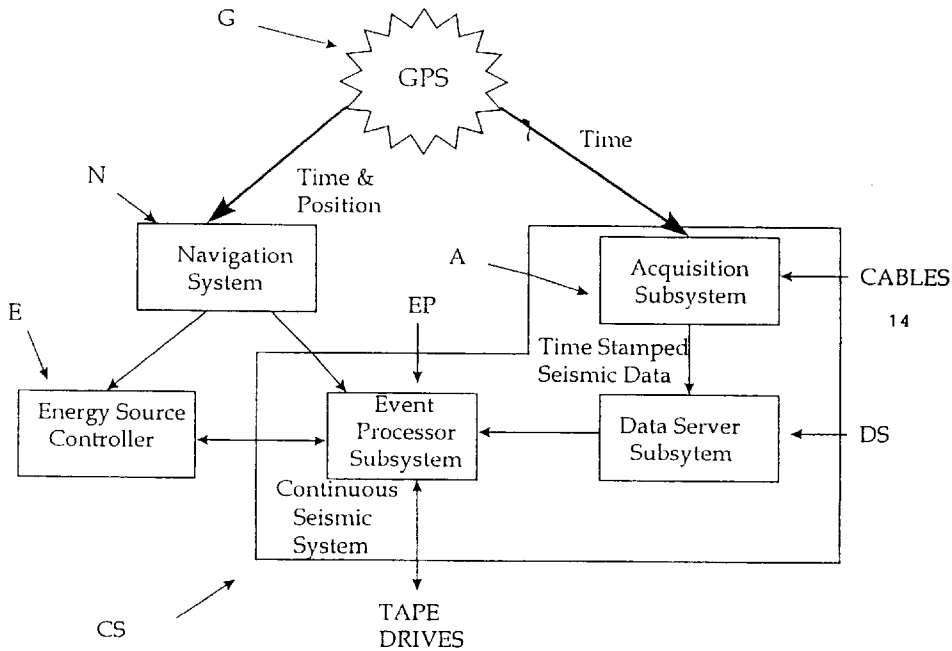 G
GPS
Time
N
Time &
Position
Navigation
System
A
Acquisition
Subsystem
CABLES
14
E
EP
Time Stamped
Seismic Data
Energy Source
Controller
Event
Processor
Subsystem
Data Server
Subsytem
DS
Continuous
Seismic
System
CS
TAPE
DRIVES